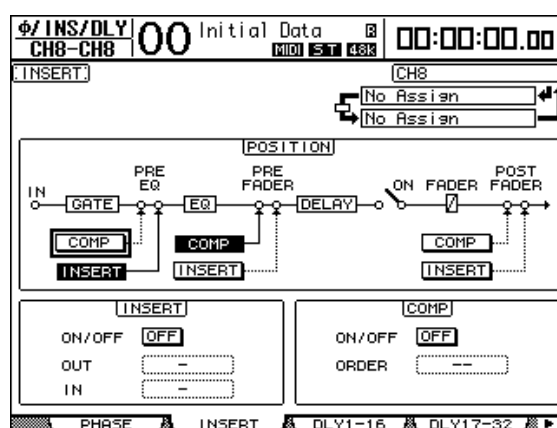 φ/INS/DLY
CH8-CH8
00
Initial Data
MIDI ST 48K
00:00:00.00
INSERT
CH8
No Assign
No Assign
POSITION
PRE EQ
PRE FADER
POST FADER
IN
GATE
EQ
DELAY
ON
FADER
COMP
COMP
COMP
INSERT
INSERT
INSERT
INSERT
ON/OFF OFF
OUT -
IN -
COMP
ON/OFF OFF
ORDER --
PHASE
INSERT
DLY1-16
DLY17-32